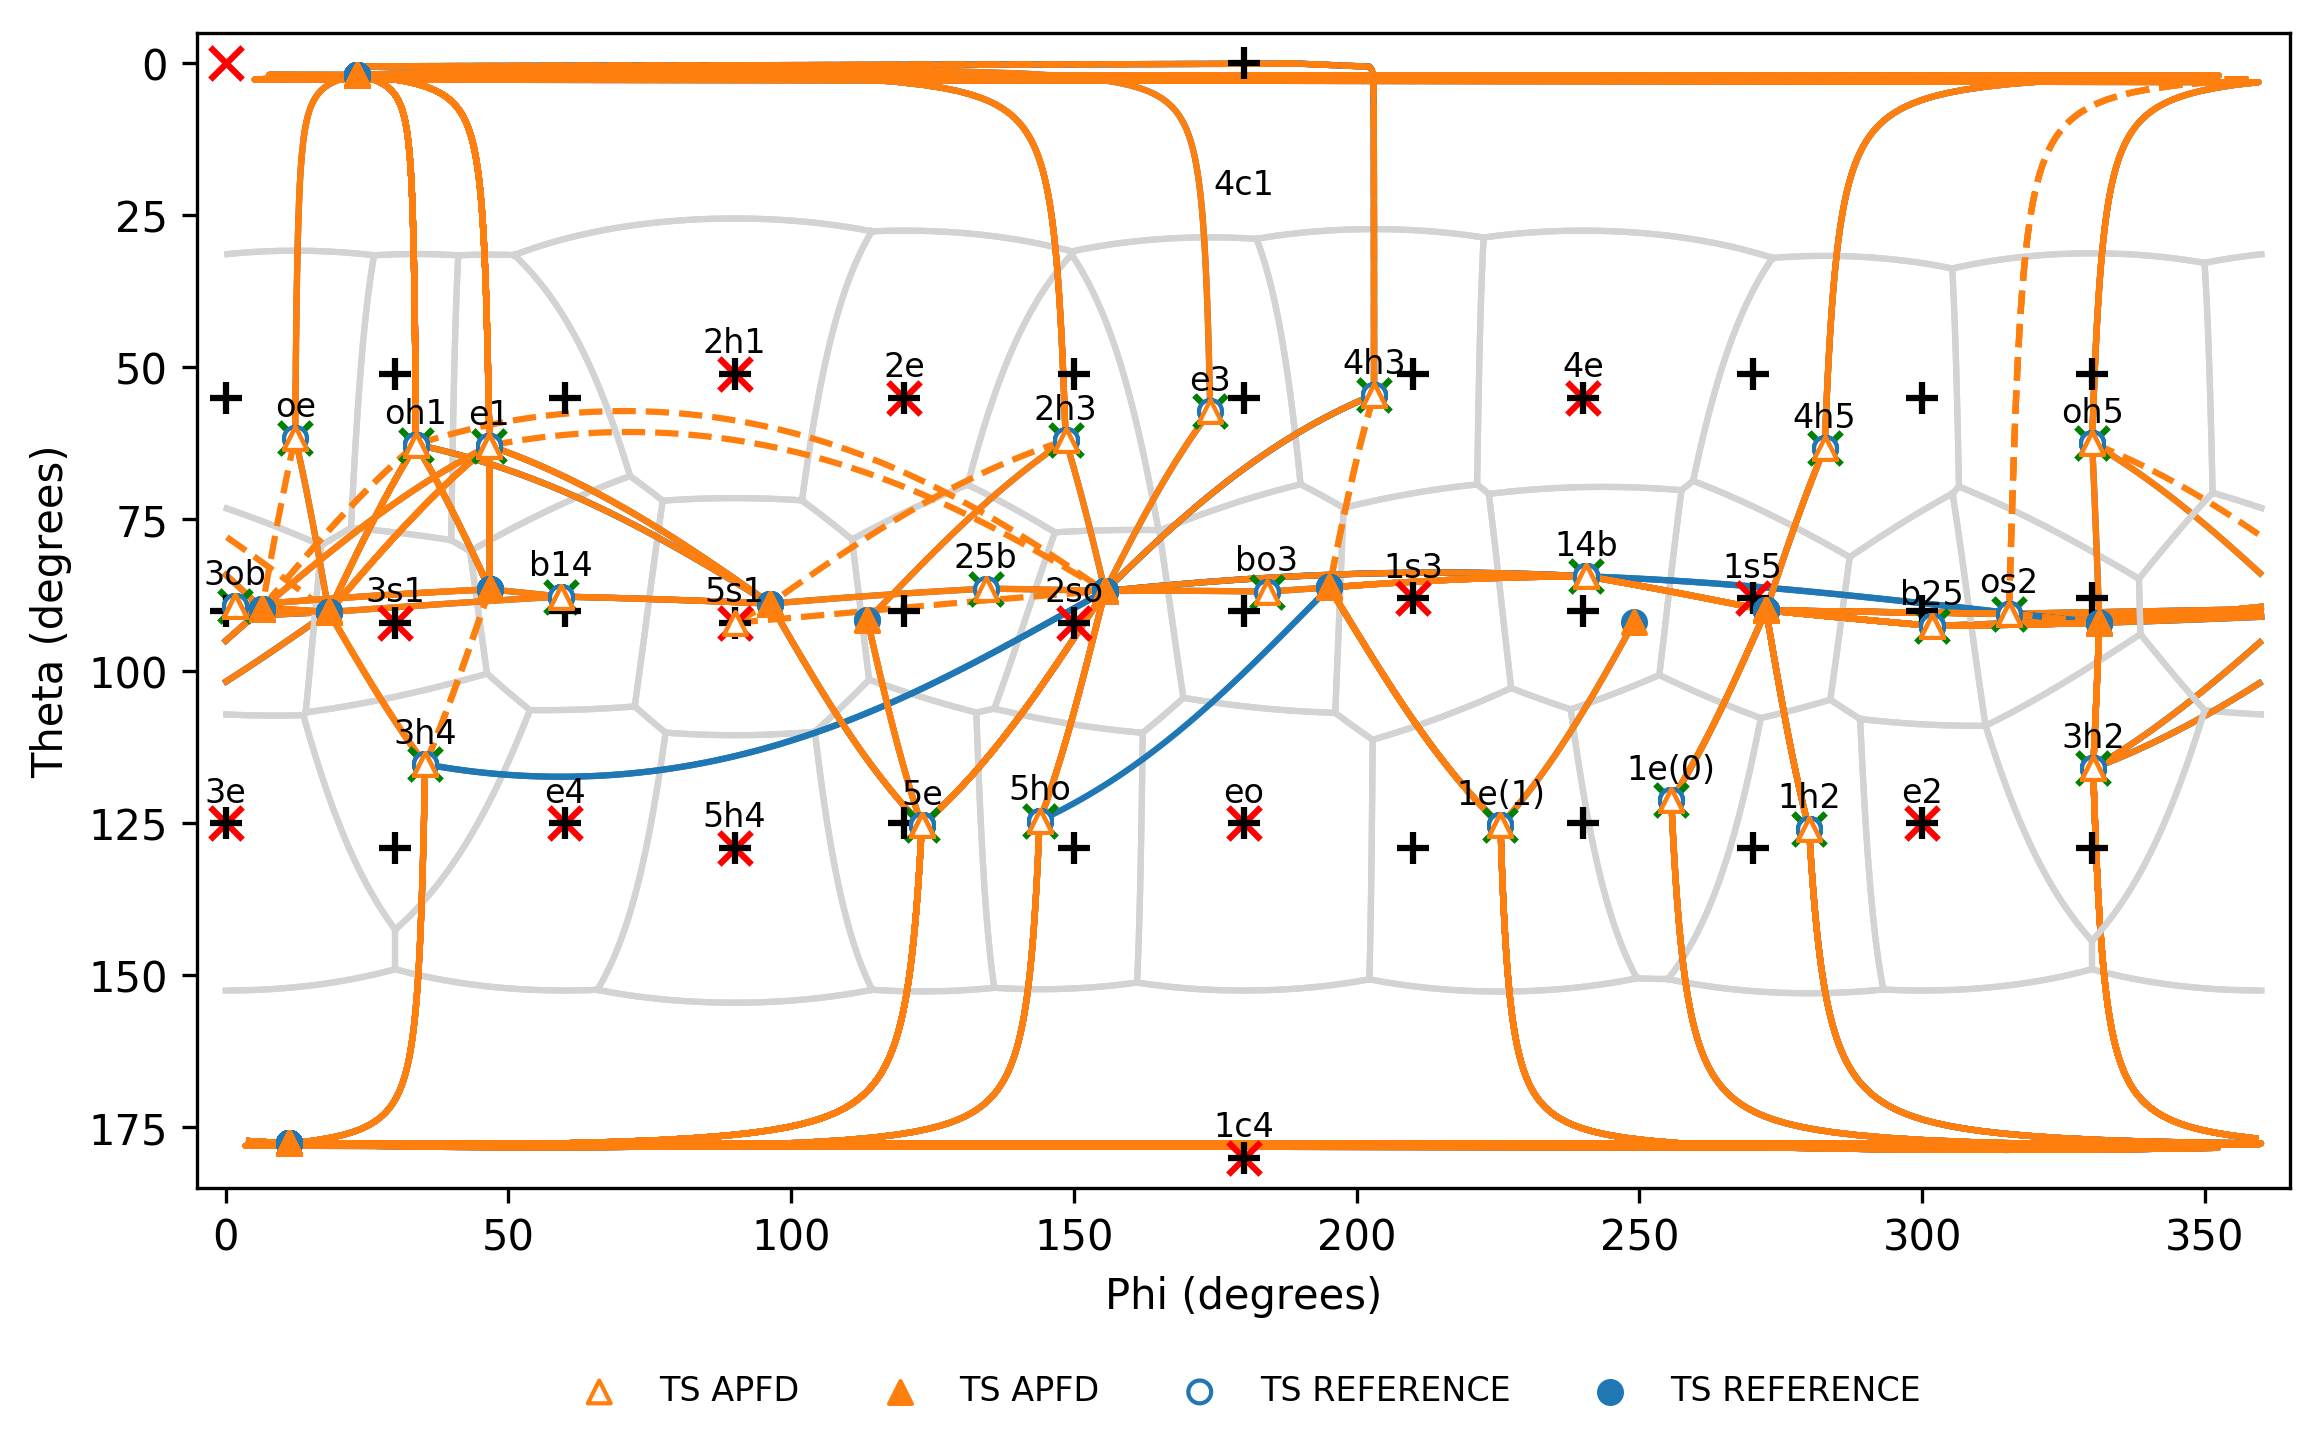 0
25
50
75
100
125
150
175
Theta (degrees)
4c1
2h1
2e
4h3
4e
e3
oe
oh1
e1
2h3
4h5
oh5
3ob
b14
25b
bo3
14b
3s1
5s1
2so
1s3
1s5
b25
os2
3h4
3h2
3e
e4
5h4
5e
5ho
eo
1e(1)
1e(0)
1h2
e2
1c4
0 50 100 150 200 250 300 350
Phi (degrees)
TS APFD TS APFD TS REFERENCE TS REFERENCE